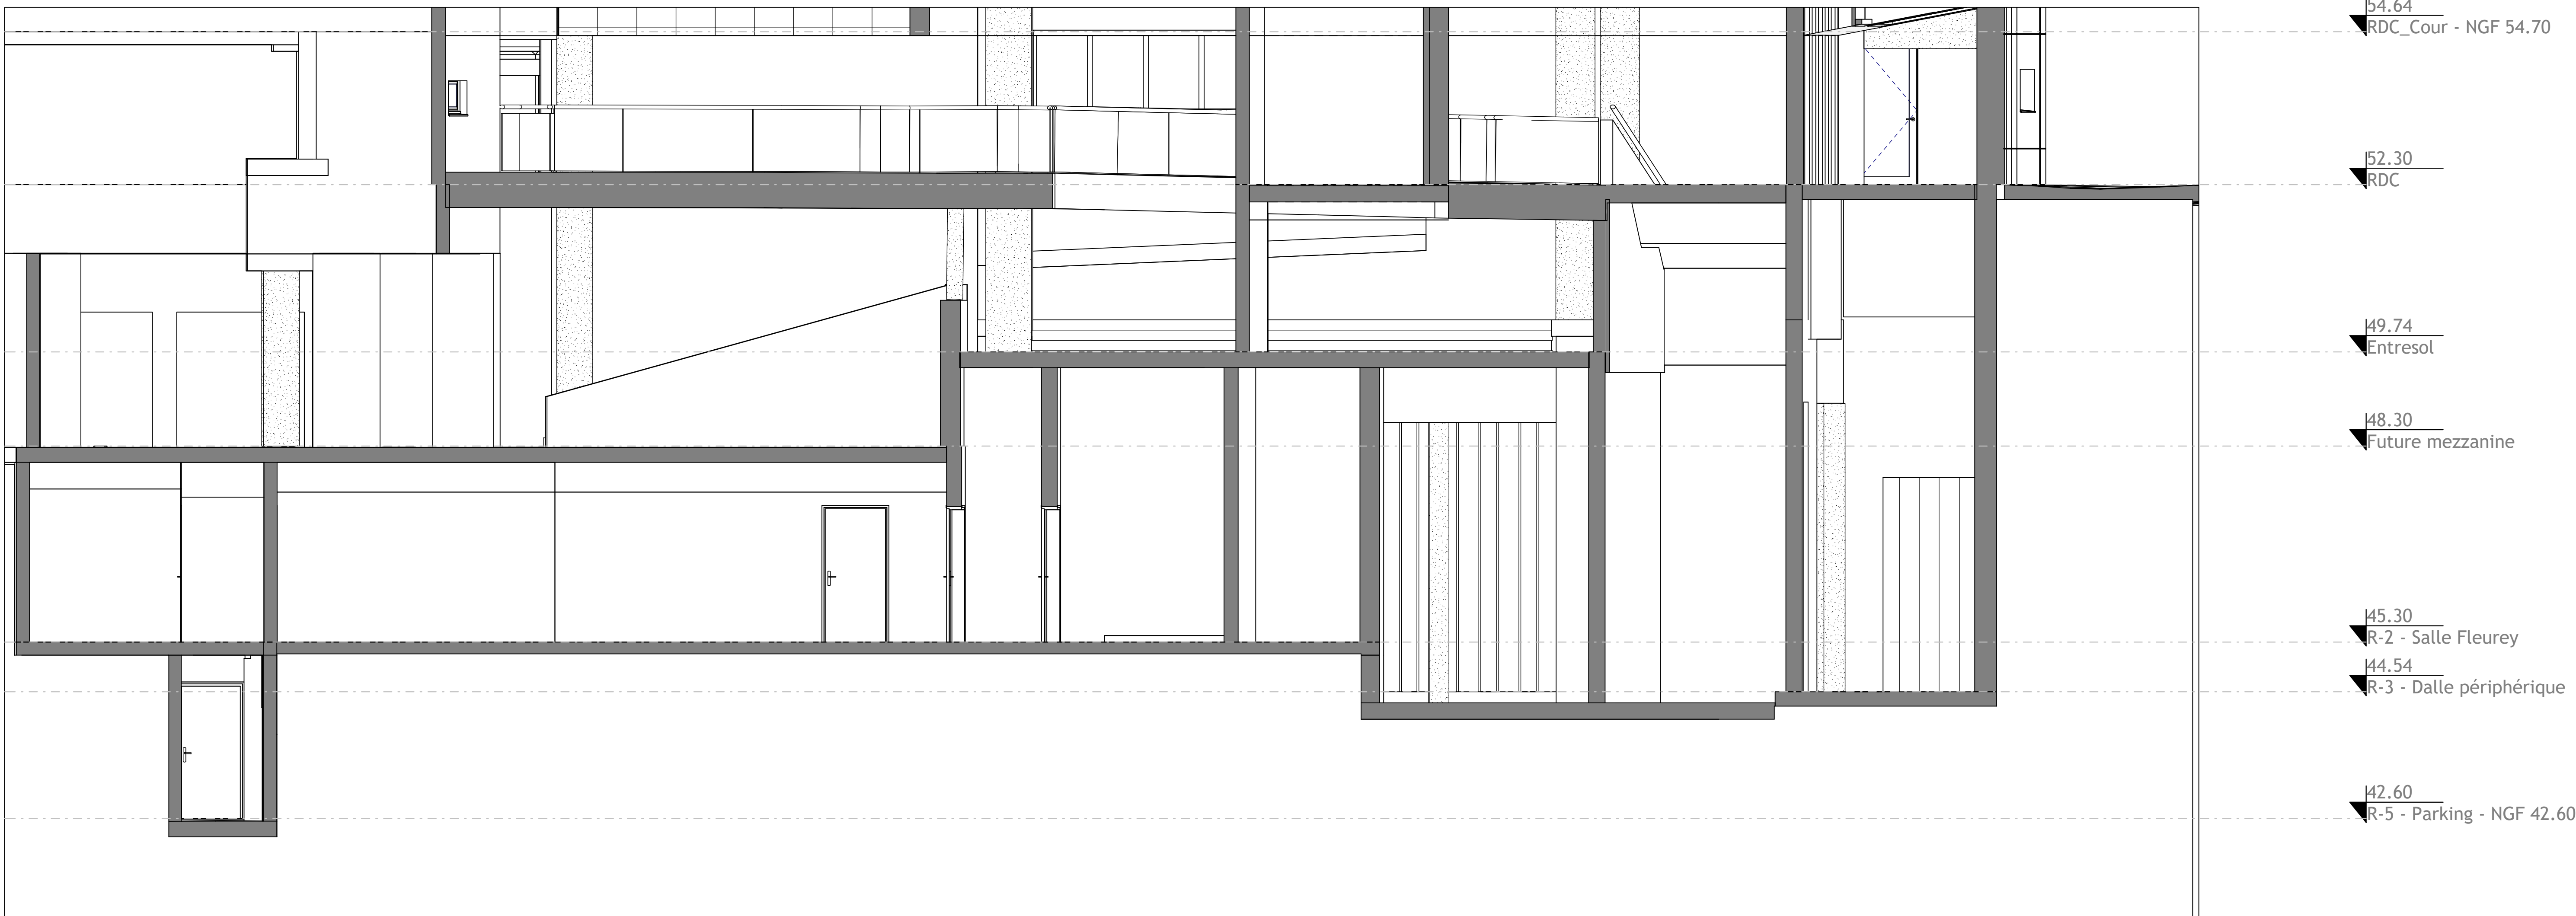 54.64
RDC_Cour - NGF 54.70
52.30
RDC
49.74
Entresol
48.30
Future mezzanine
45.30
R-2 - Salle Fleurey
44.54
R-3 - Dalle périphérique
42.60
R-5 - Parking - NGF 42.60